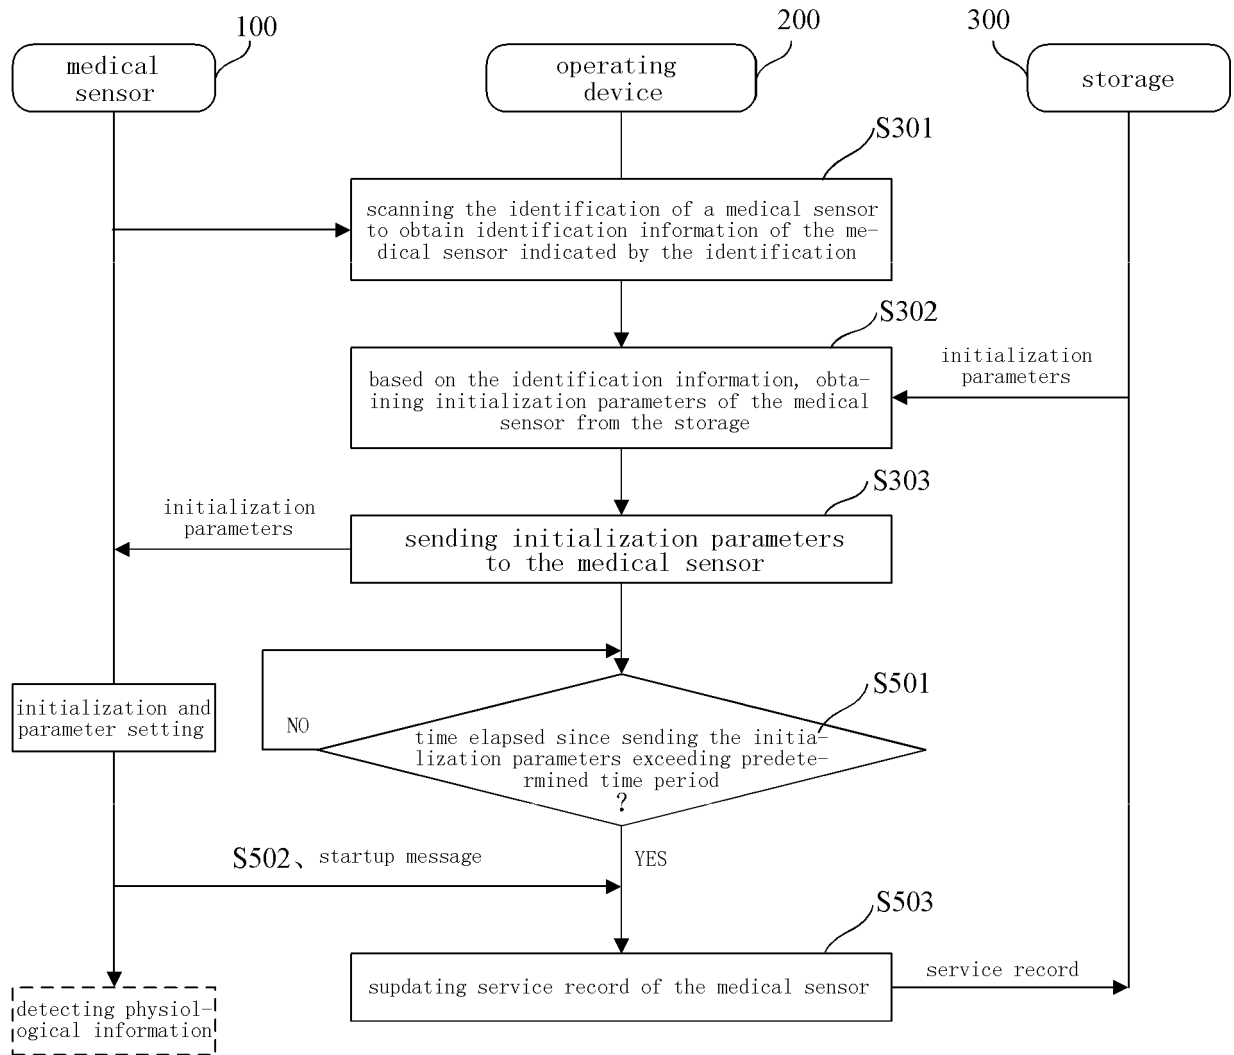 100
200
300
medical
sensor
operating
device
storage
S301
scanning the identification of a medical sensor
to obtain identification information of the me-
dical sensor indicated by the identification
S302
initialization
parameters
based on the identification information, obta-
ining initialization parameters of the medical
sensor from the storage
S303
initialization
parameters
sending initialization parameters
to the medical sensor
S501
initialization and
parameter setting
NO
time elapsed since sending the initia-
lization parameters exceeding predete-
rmined time period
?
S502、startup message
YES
S503
supdating service record of the medical sensor
service record
detecting physiol-
ogical information